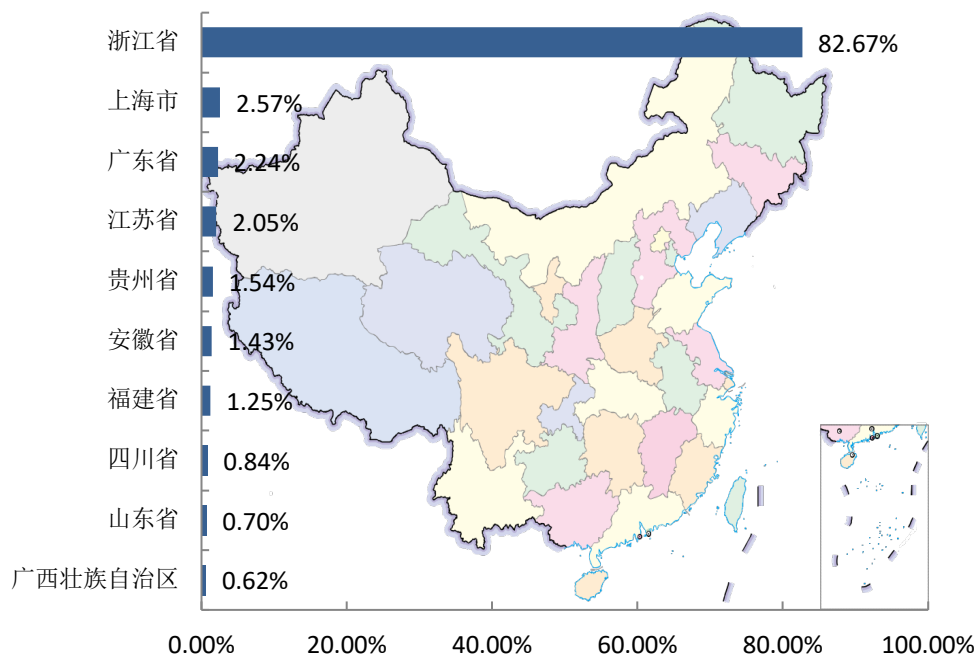 浙江省 82.67%
上海市 2.57%
广东省 2.24%
江苏省 2.05%
贵州省 1.54%
安徽省 1.43%
福建省 1.25%
四川省 0.84%
山东省 0.70%
广西壮族自治区 0.62%
0.00% 20.00% 40.00% 60.00% 80.00% 100.00%